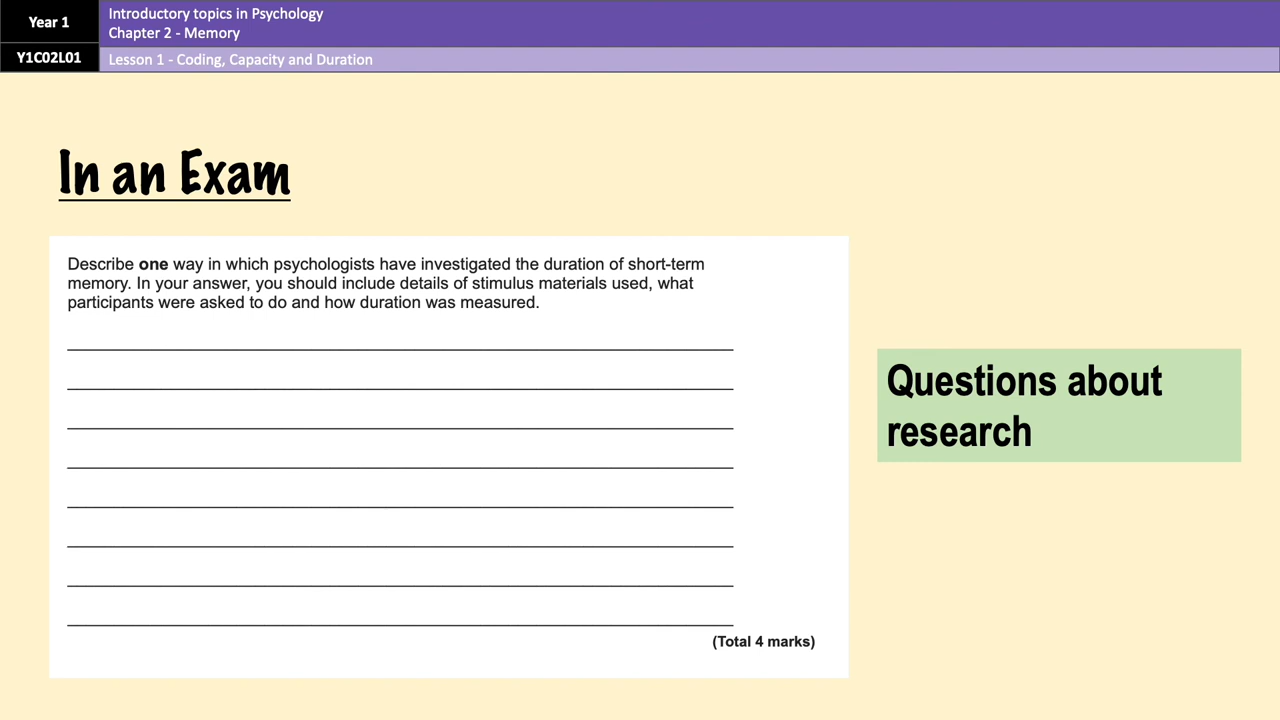 Year 1
Introductory topics in Psychology
Chapter 2 - Memory
Y1C02L01
Lesson 1 - Coding, Capacity and Duration
In an Exam
Describe one way in which psychologists have investigated the duration of short-term
memory. In your answer, you should include details of stimulus materials used, what
participants were asked to do and how duration was measured.
(Total 4 marks)
Questions about
research